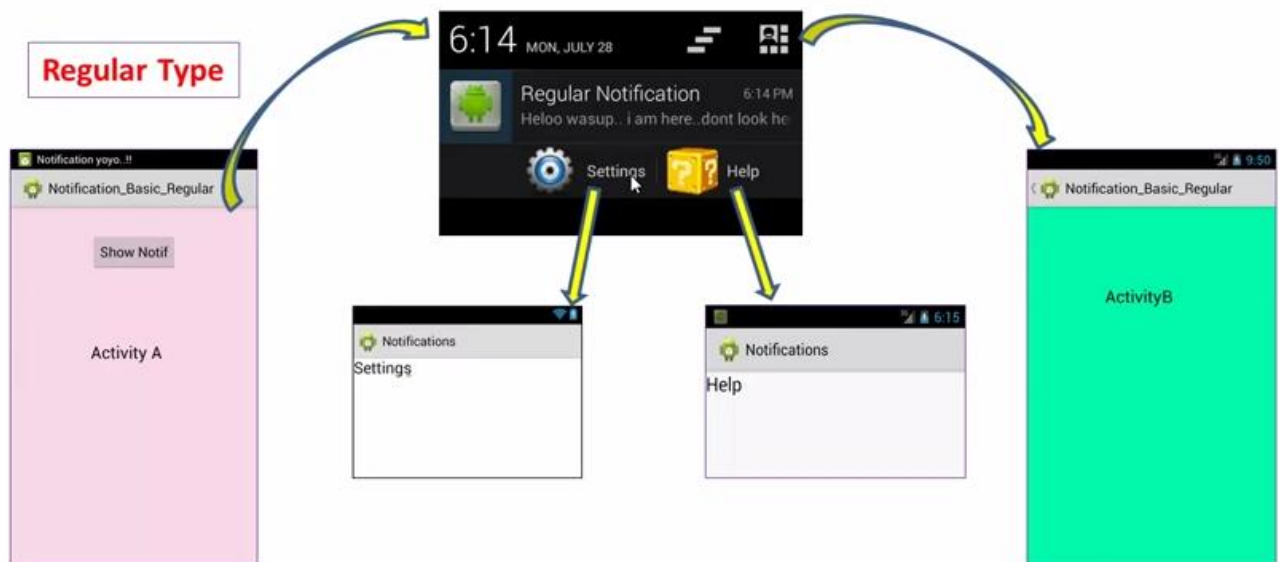 Regular Type
Notification yoyo..!!
Notification_Basic_Regular
Show Notif
Activity A
6:14 MON, JULY 28
Regular Notification 6:14 PM
Heloo wasup.. i am here..dont look he
Settings
Help
Notifications
Settings
6:15
Notifications
Help
9:50
Notification_Basic_Regular
ActivityB